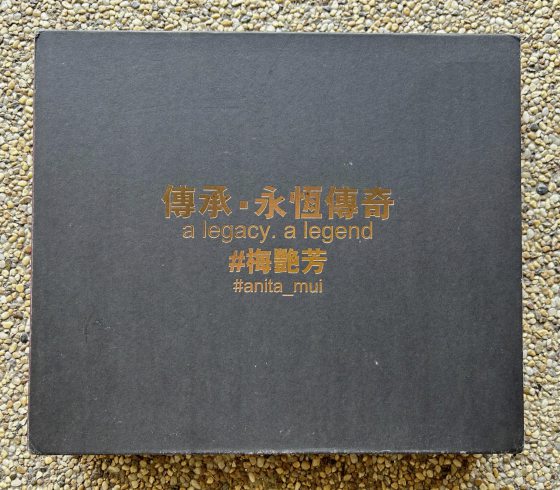 傳承·永恆傳奇
a legacy. a legend
#梅艷芳
#anita_mui